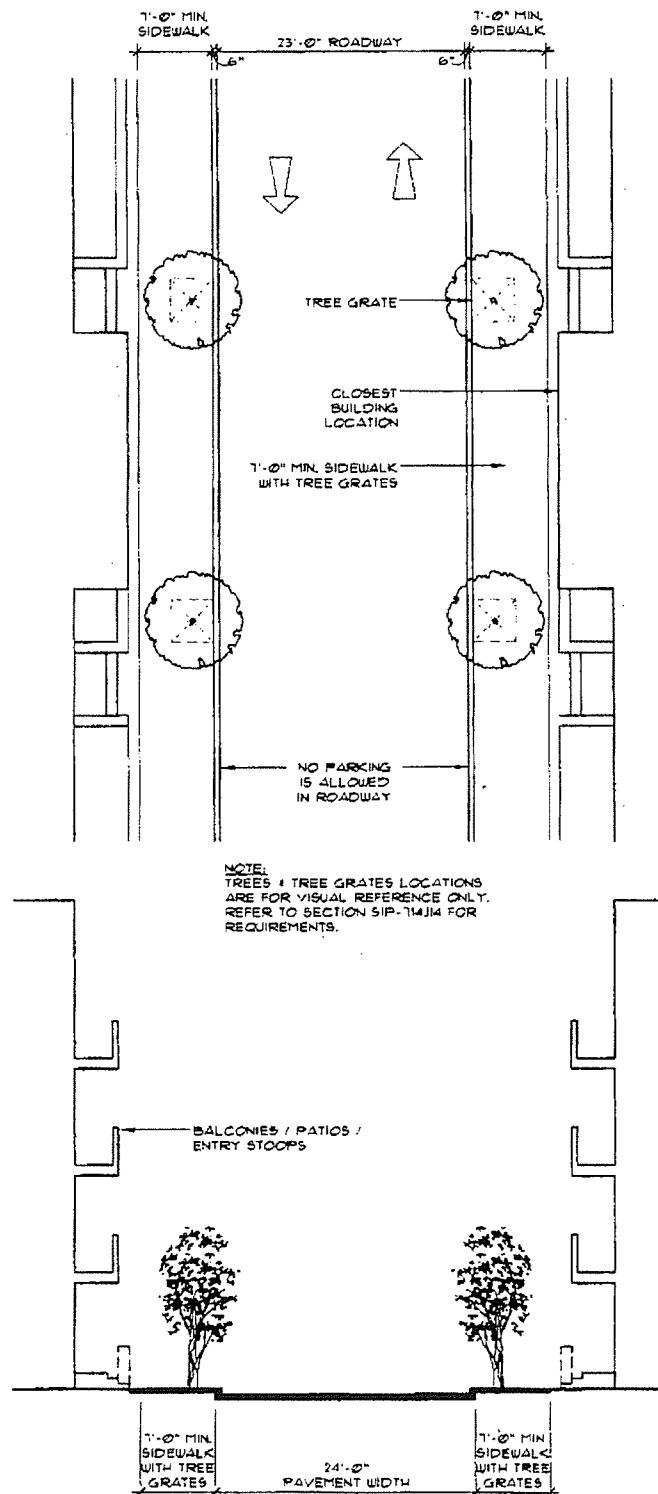 7'-0" MIN.
SIDEWALK
23'-0" ROADWAY
7'-0" MIN.
SIDEWALK
6"
6"
TREE GRATE
CLOSEST
BUILDING
LOCATION
7'-0" MIN. SIDEWALK
WITH TREE GRATES
NO PARKING
IS ALLOWED
IN ROADWAY
NOTE:
TREES & TREE GRATES LOCATIONS
ARE FOR VISUAL REFERENCE ONLY.
REFER TO SECTION FOR
REQUIREMENTS.
BALCONIES / PATIOS /
ENTRY STOOPS
7'-0" MIN
SIDEWALK
WITH TREE
GRATES
24'-0"
PAVEMENT WIDTH
7'-0" MIN
SIDEWALK
WITH TREE
GRATES